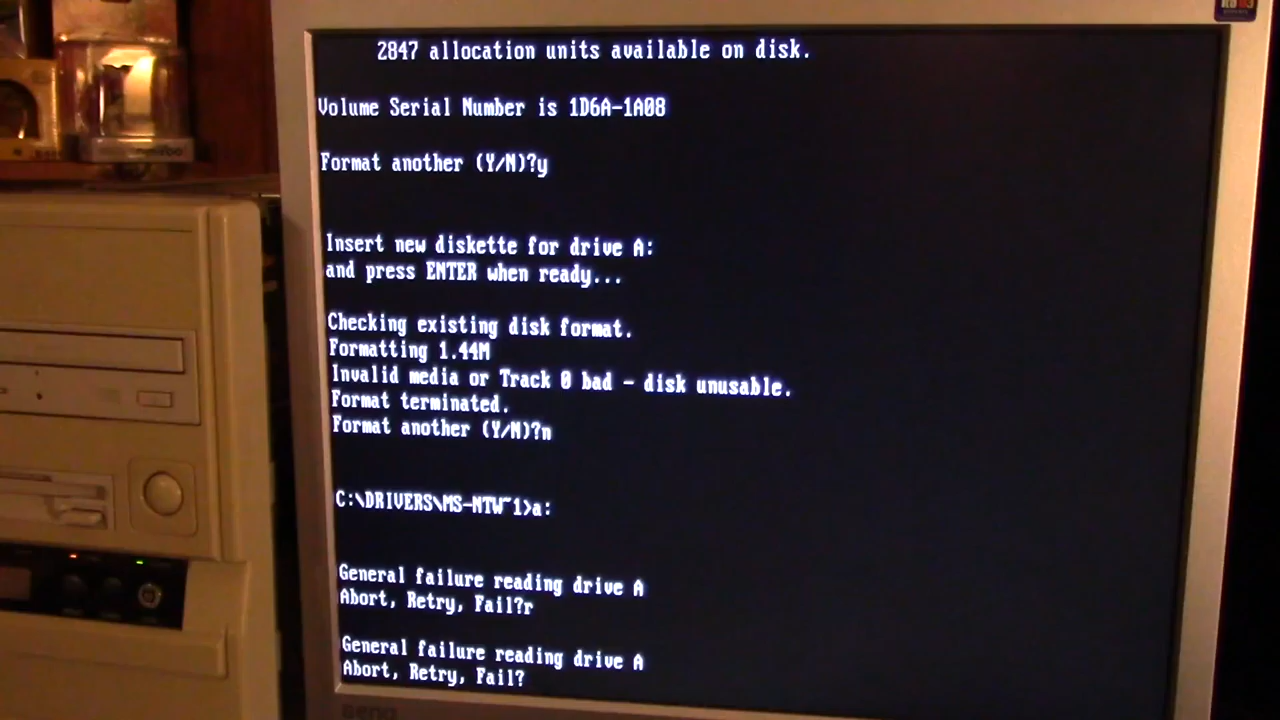 2847 allocation units available on disk.
Volume Serial Number is 1D6A-1A08
Format another (Y/N)?y
Insert new diskette for drive A:
and press ENTER when ready...
Checking existing disk format.
Formatting 1.44M
Invalid media or Track 0 bad - disk unusable.
Format terminated.
Format another (Y/N)?n
C:\DRIVERS\MS-NTW~1>a:
General failure reading drive A
Abort, Retry, Fail?r
General failure reading drive A
Abort, Retry, Fail?
BenQ